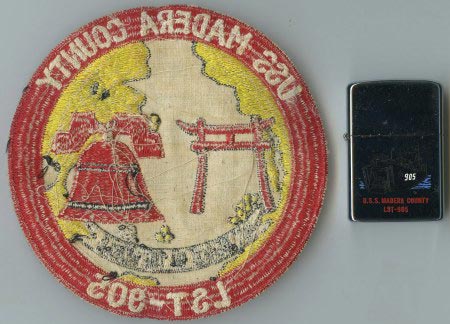 USS MADERA COUNTY
LST-905
905
U.S.S. MADERA COUNTY
LST-905